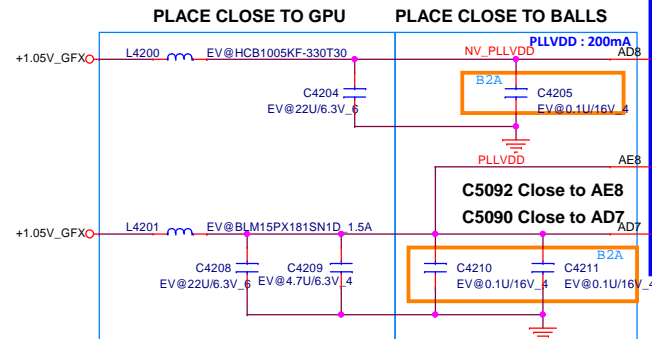 PLACE CLOSE TO GPU PLACE CLOSE TO BALLS
PLLVDD : 200mA
+1.05V_GFX L4200 EV@HCB1005KF-330T30 NV_PLLVDD AD8
B2A
C4204 C4205
EV@22U/6.3V_6 EV@0.1U/16V_4
PLLVDD AE8
C5092 Close to AE8
C5090 Close to AD7
+1.05V_GFX L4201 EV@BLM15PX181SN1D_1.5A AD7
B2A
C4208 C4209 C4210 C4211
EV@22U/6.3V_6 EV@4.7U/6.3V_4 EV@0.1U/16V_4 EV@0.1U/16V_4